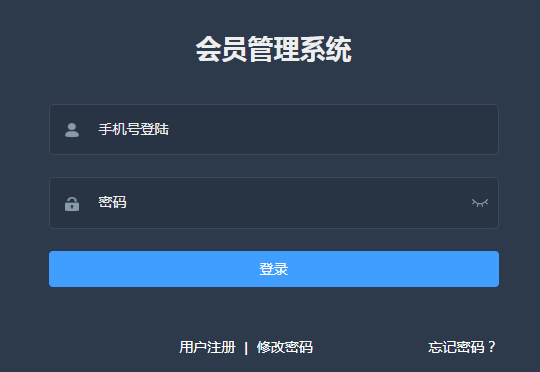 会员管理系统
手机号登陆
密码
登录
用户注册 | 修改密码 忘记密码？